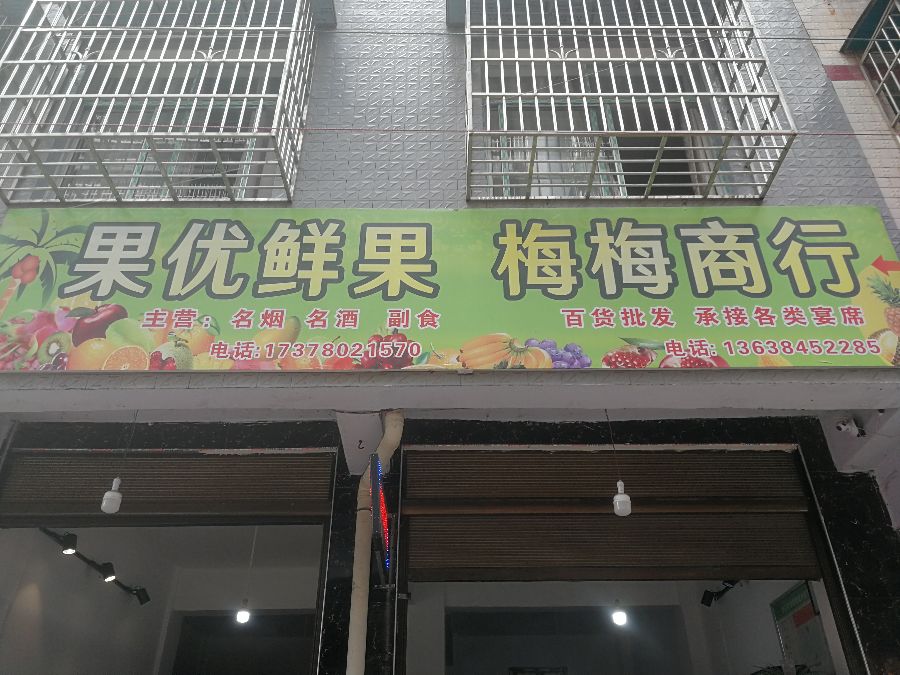 果优鲜果 梅梅商行
主营：名烟 名酒 副食 百货批发 承接各类宴席
电话:17378021570 电话:13638452285